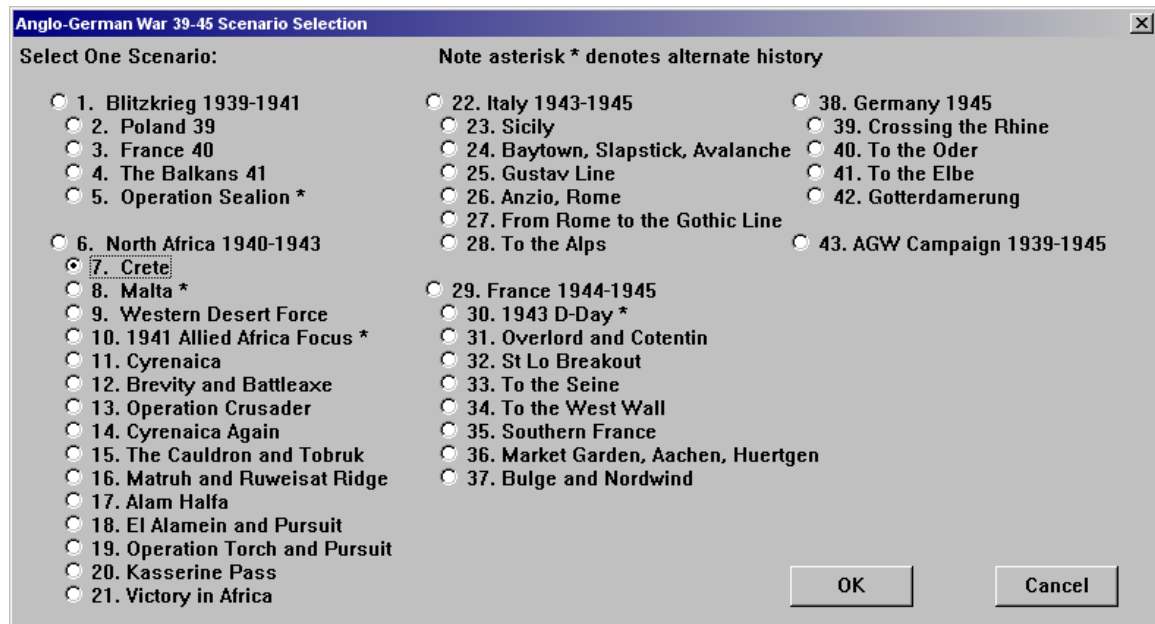 Anglo-German War 39-45 Scenario Selection
Select One Scenario:
Note asterisk * denotes alternate history
1. Blitzkrieg 1939-1941
2. Poland 39
3. France 40
4. The Balkans 41
5. Operation Sealion *
6. North Africa 1940-1943
7. Crete
8. Malta *
9. Western Desert Force
10. 1941 Allied Africa Focus *
11. Cyrenaica
12. Brevity and Battleaxe
13. Operation Crusader
14. Cyrenaica Again
15. The Cauldron and Tobruk
16. Matruh and Ruweisat Ridge
17. Alam Halfa
18. El Alamein and Pursuit
19. Operation Torch and Pursuit
20. Kasserine Pass
21. Victory in Africa
22. Italy 1943-1945
23. Sicily
24. Baytown, Slapstick, Avalanche
25. Gustav Line
26. Anzio, Rome
27. From Rome to the Gothic Line
28. To the Alps
29. France 1944-1945
30. 1943 D-Day *
31. Overlord and Cotentin
32. St Lo Breakout
33. To the Seine
34. To the West Wall
35. Southern France
36. Market Garden, Aachen, Huertgen
37. Bulge and Nordwind
38. Germany 1945
39. Crossing the Rhine
40. To the Oder
41. To the Elbe
42. Gotterdamerung
43. AGW Campaign 1939-1945
OK
Cancel